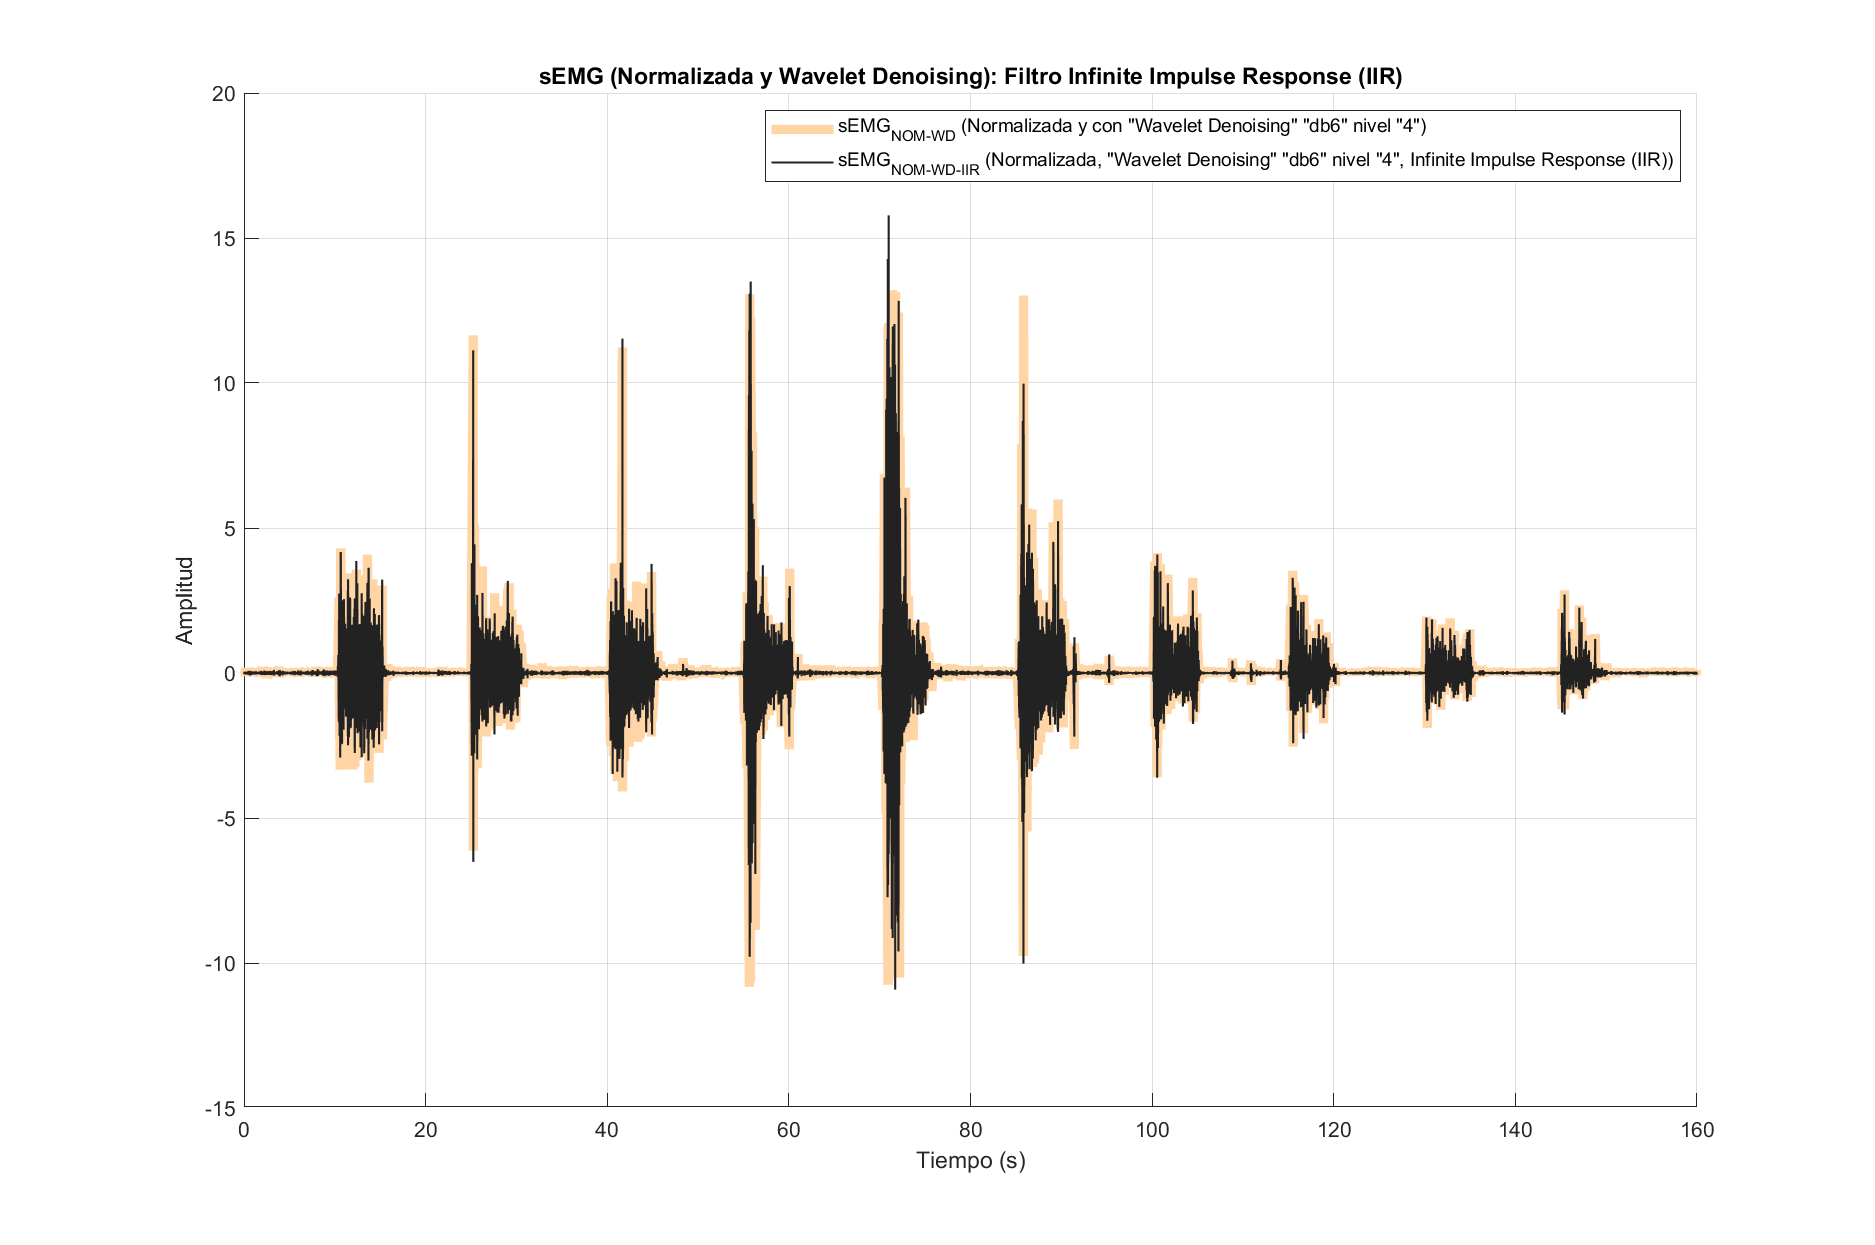 sEMG (Normalizada y Wavelet Denoising): Filtro Infinite Impulse Response (IIR)
sEMG_NOM-WD (Normalizada y con "Wavelet Denoising" "db6" nivel "4")
sEMG_NOM-WD-IIR (Normalizada, "Wavelet Denoising" "db6" nivel "4", Infinite Impulse Response (IIR))
20
15
10
5
0
-5
-10
-15
Amplitud
0 20 40 60 80 100 120 140 160
Tiempo (s)